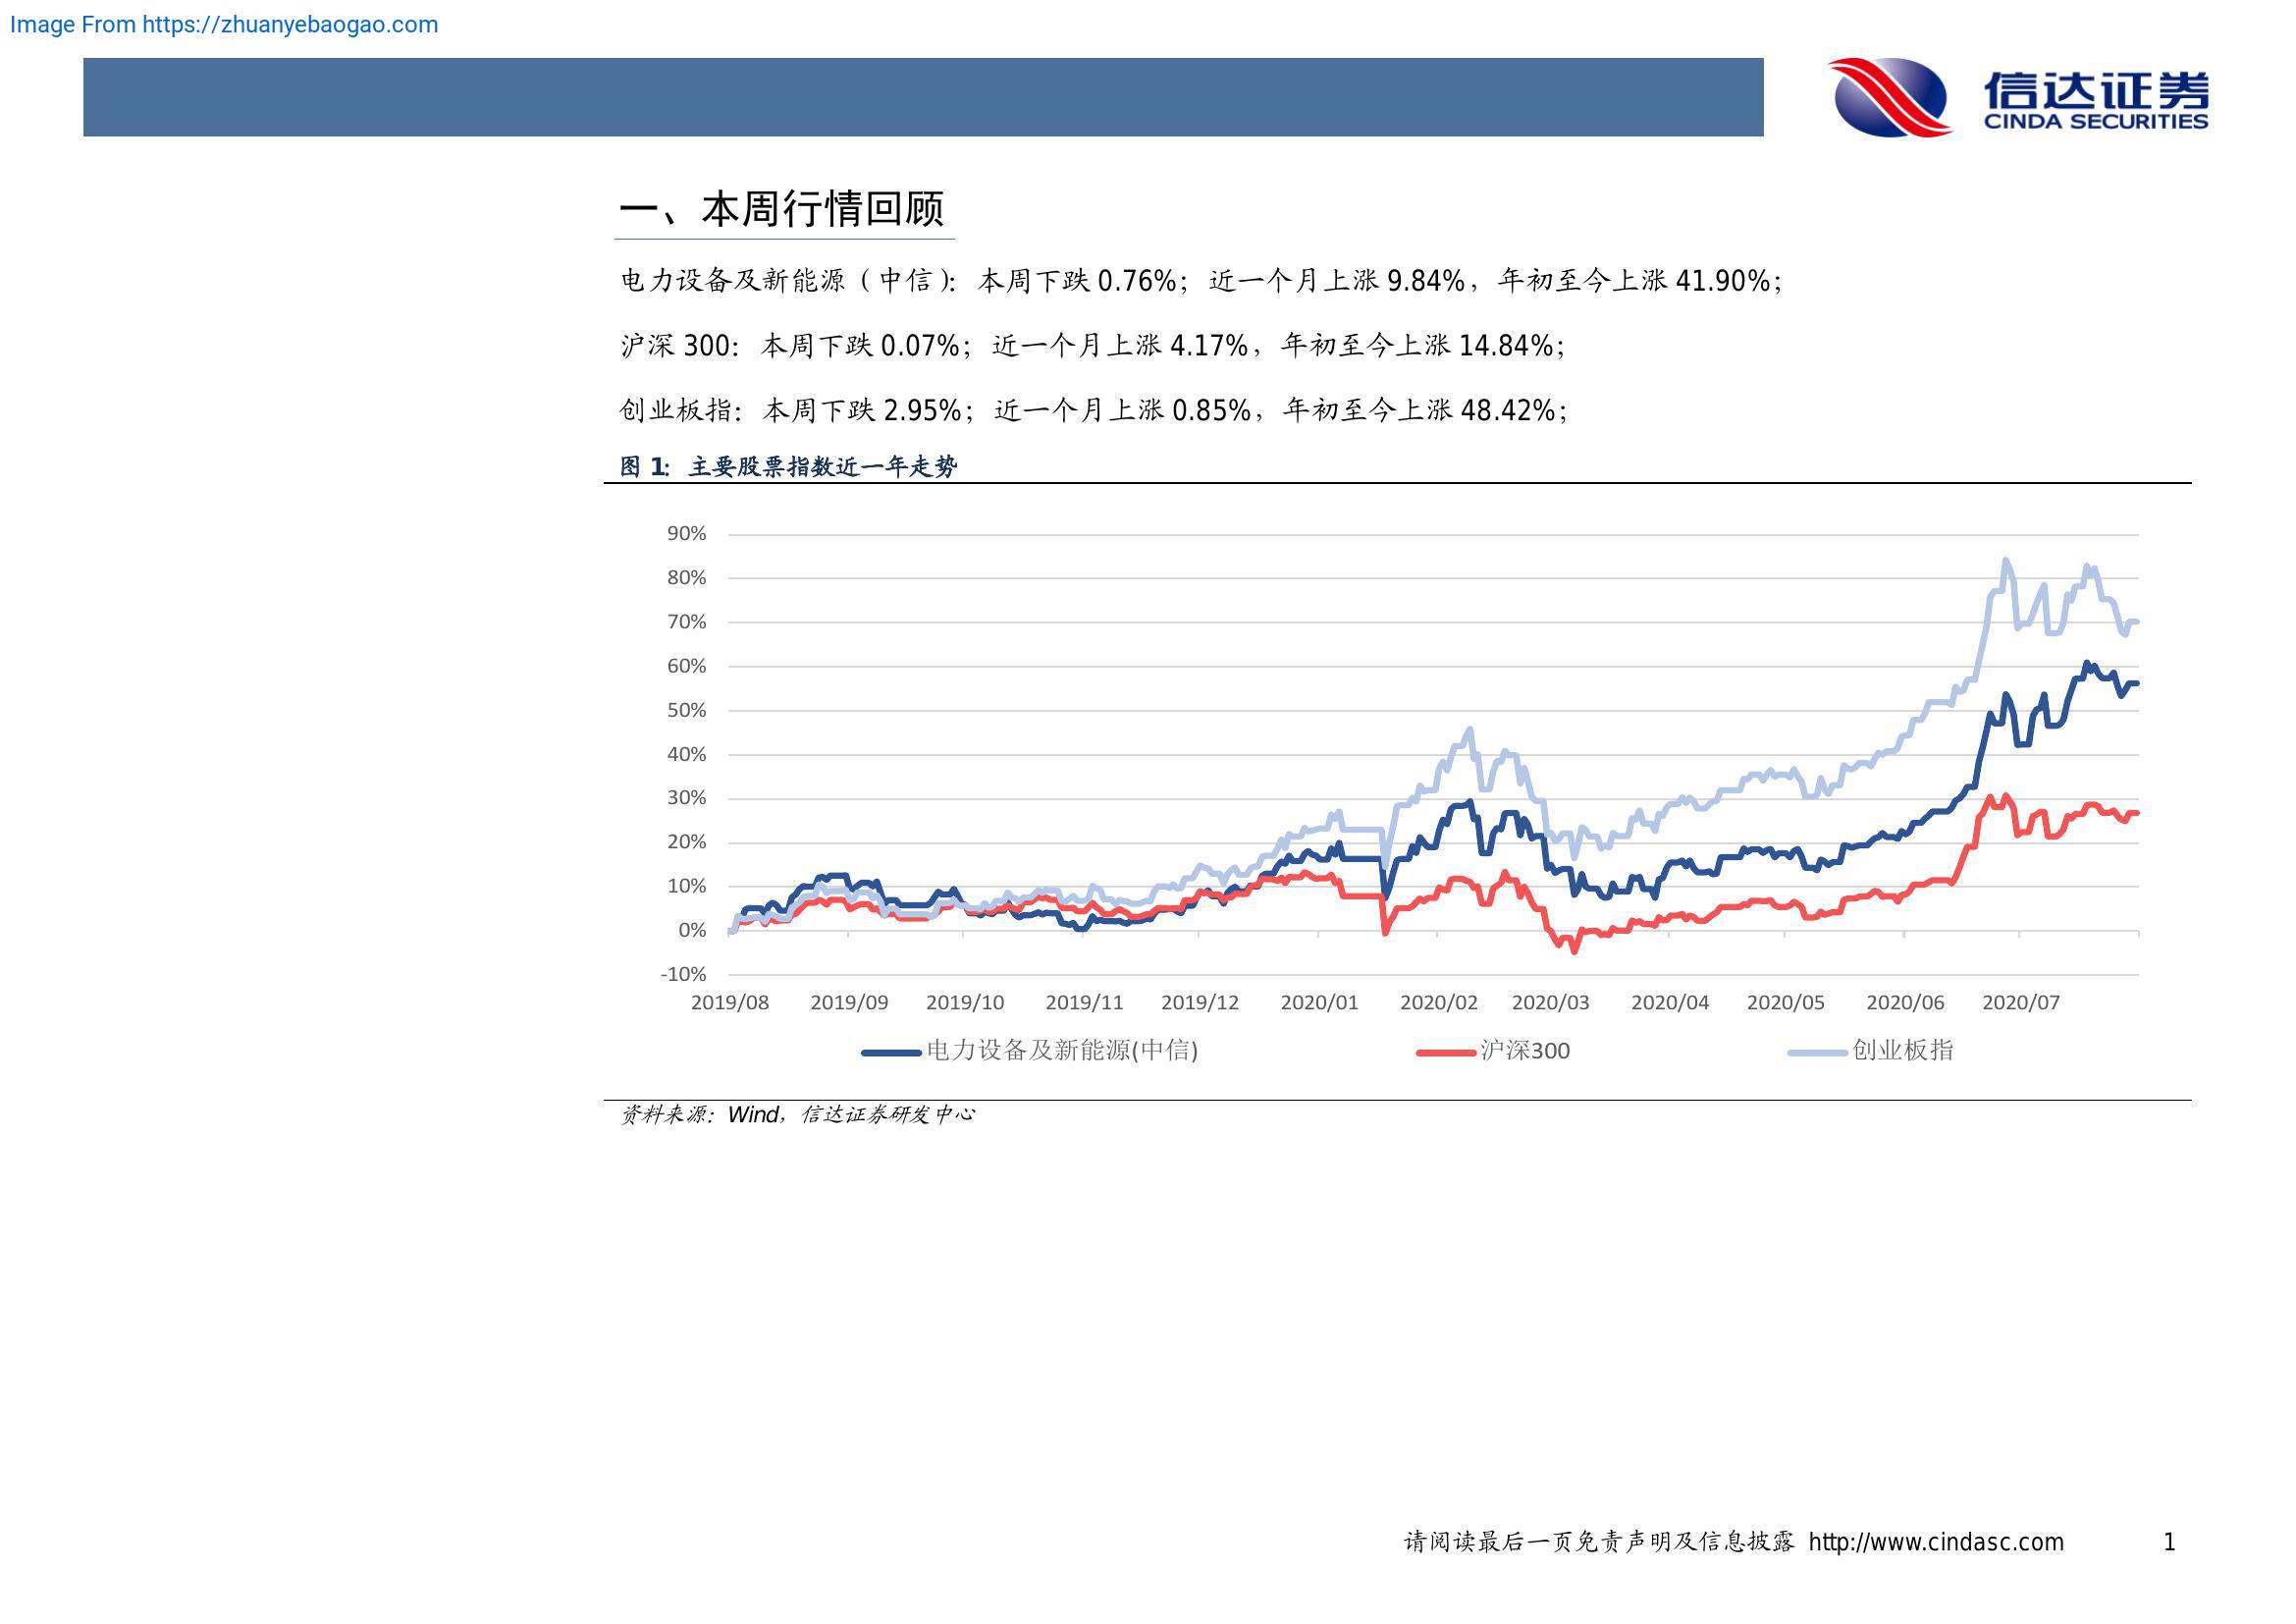 Image From https://zhuanyebaogao.com
信达证券
CINDA SECURITIES
一、本周行情回顾
电力设备及新能源（中信）：本周下跌 0.76%；近一个月上涨 9.84%，年初至今上涨 41.90%；
沪深 300：本周下跌 0.07%；近一个月上涨 4.17%，年初至今上涨 14.84%；
创业板指：本周下跌 2.95%；近一个月上涨 0.85%，年初至今上涨 48.42%；
图 1：主要股票指数近一年走势
90%
80%
70%
60%
50%
40%
30%
20%
10%
0%
-10%
2019/08 2019/09 2019/10 2019/11 2019/12 2020/01 2020/02 2020/03 2020/04 2020/05 2020/06 2020/07
电力设备及新能源(中信) 沪深300 创业板指
资料来源：Wind，信达证券研发中心
请阅读最后一页免责声明及信息披露 http://www.cindasc.com 1